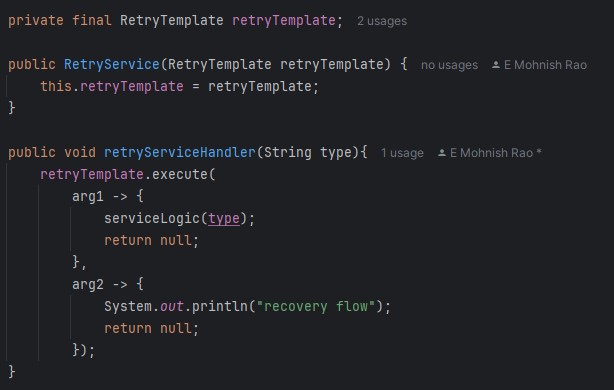 private final RetryTemplate retryTemplate; 2 usages
public RetryService(RetryTemplate retryTemplate) { no usages E Mohnish Rao
this.retryTemplate = retryTemplate;
}
public void retryServiceHandler(String type){ 1 usage E Mohnish Rao *
retryTemplate.execute(
arg1 -> {
serviceLogic(type);
return null;
},
arg2 -> {
System.out.println("recovery flow");
return null;
});
}